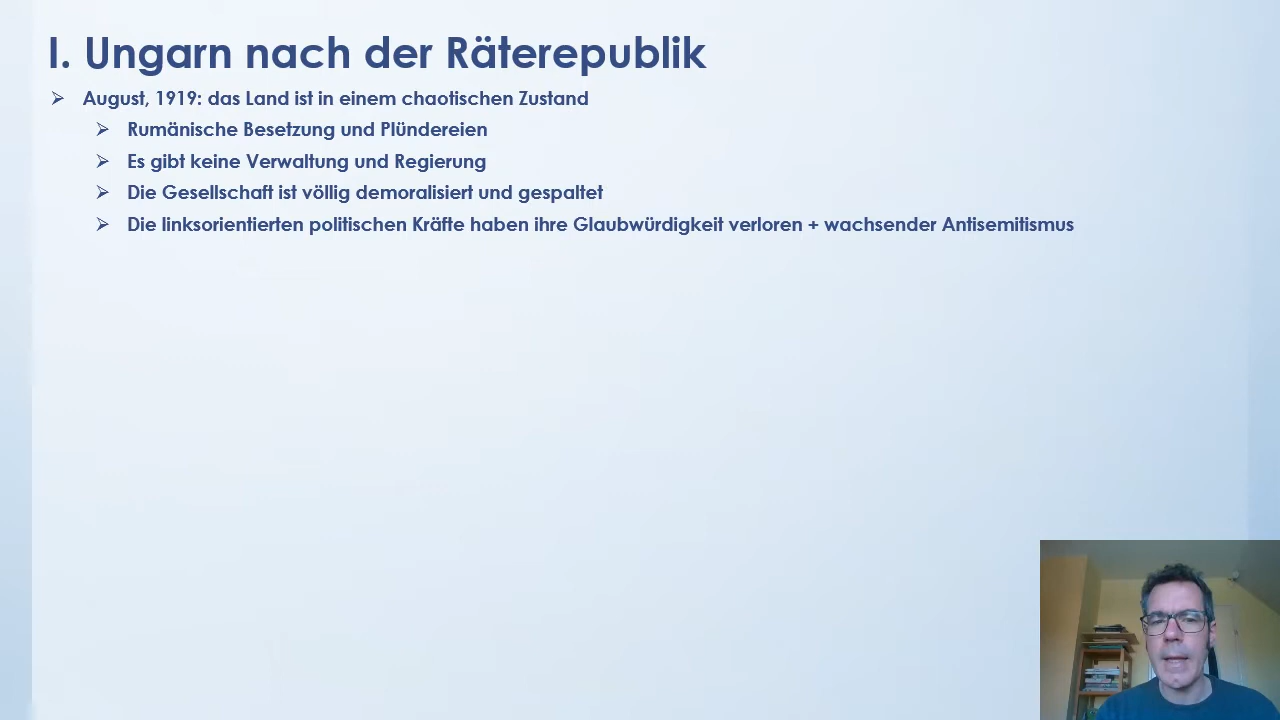 I. Ungarn nach der Räterepublik
August, 1919: das Land ist in einem chaotischen Zustand
Rumänische Besetzung und Plündereien
Es gibt keine Verwaltung und Regierung
Die Gesellschaft ist völlig demoralisiert und gespaltet
Die linksorientierten politischen Kräfte haben ihre Glaubwürdigkeit verloren + wachsender Antisemitismus